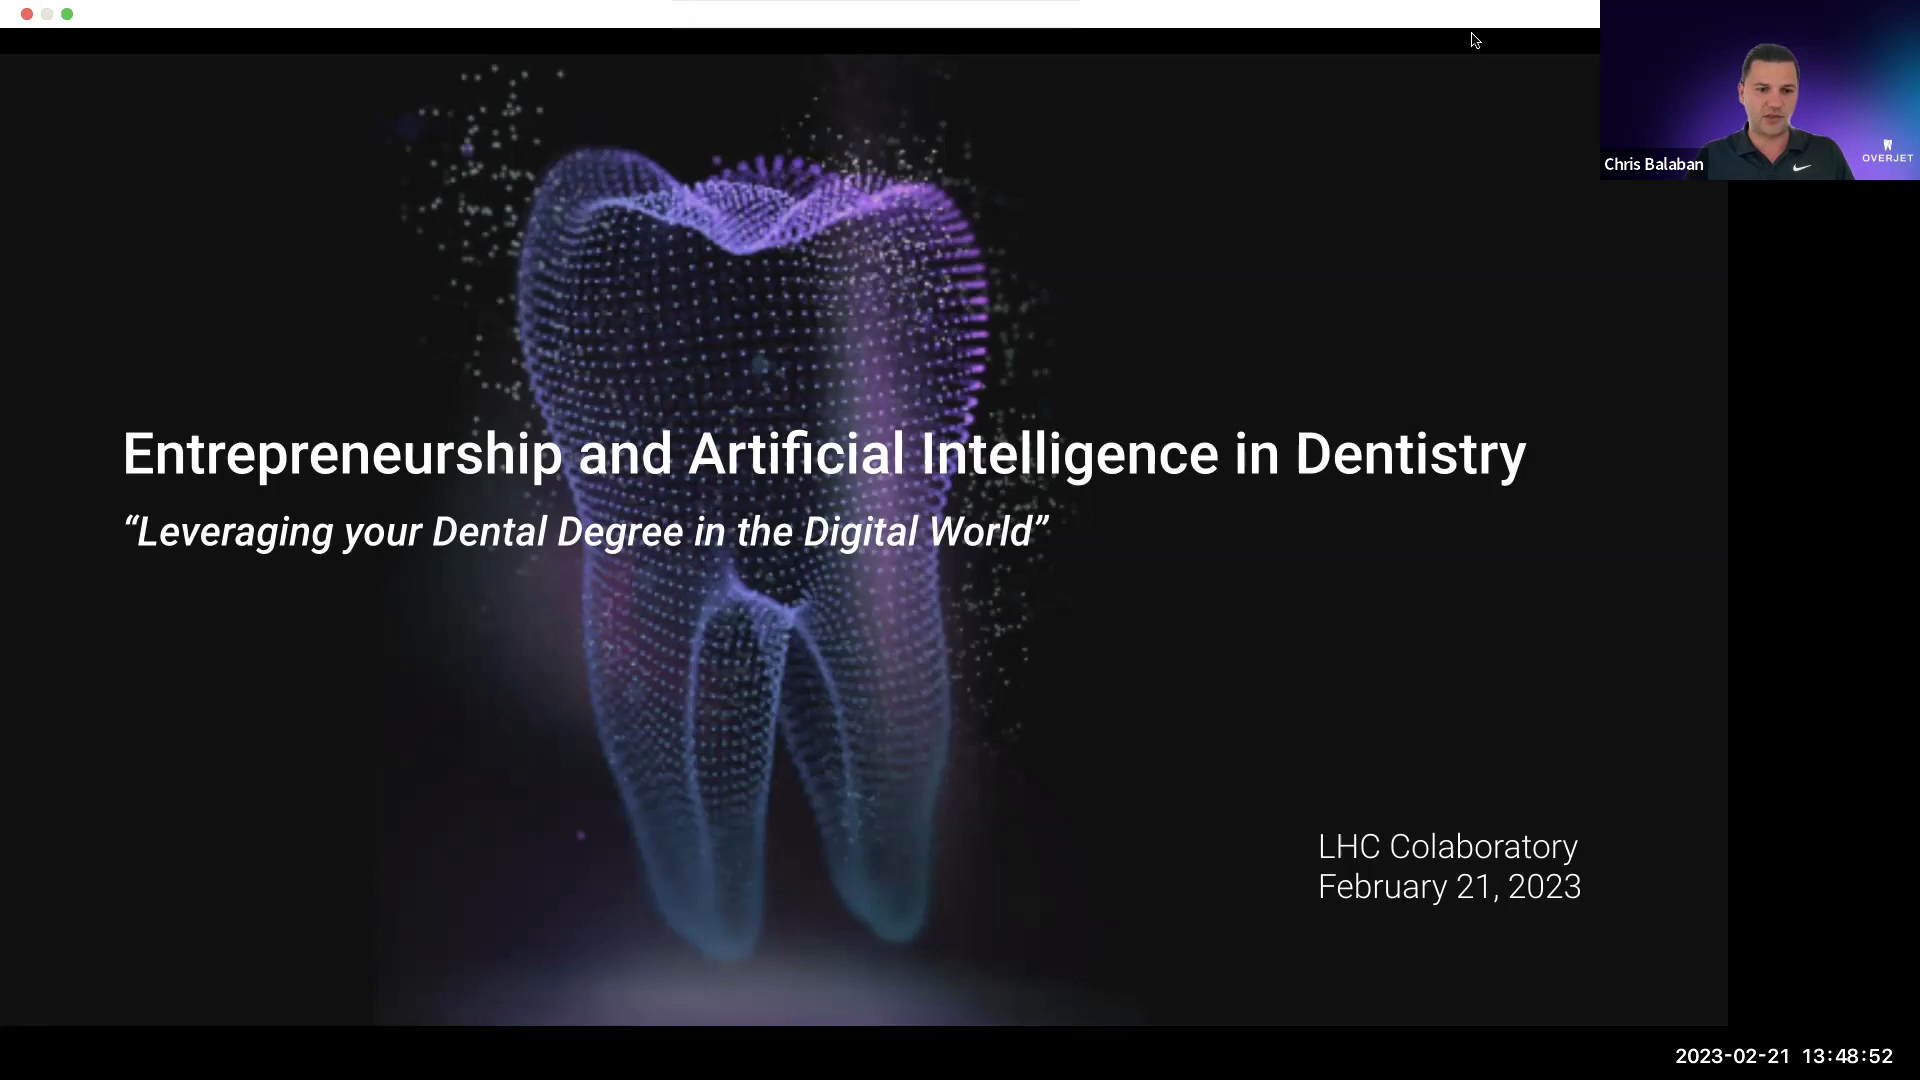 Chris Balaban
OVERJET
Entrepreneurship and Artificial Intelligence in Dentistry
“Leveraging your Dental Degree in the Digital World”
LHC Colaboratory
February 21, 2023
2023-02-21 13:48:52